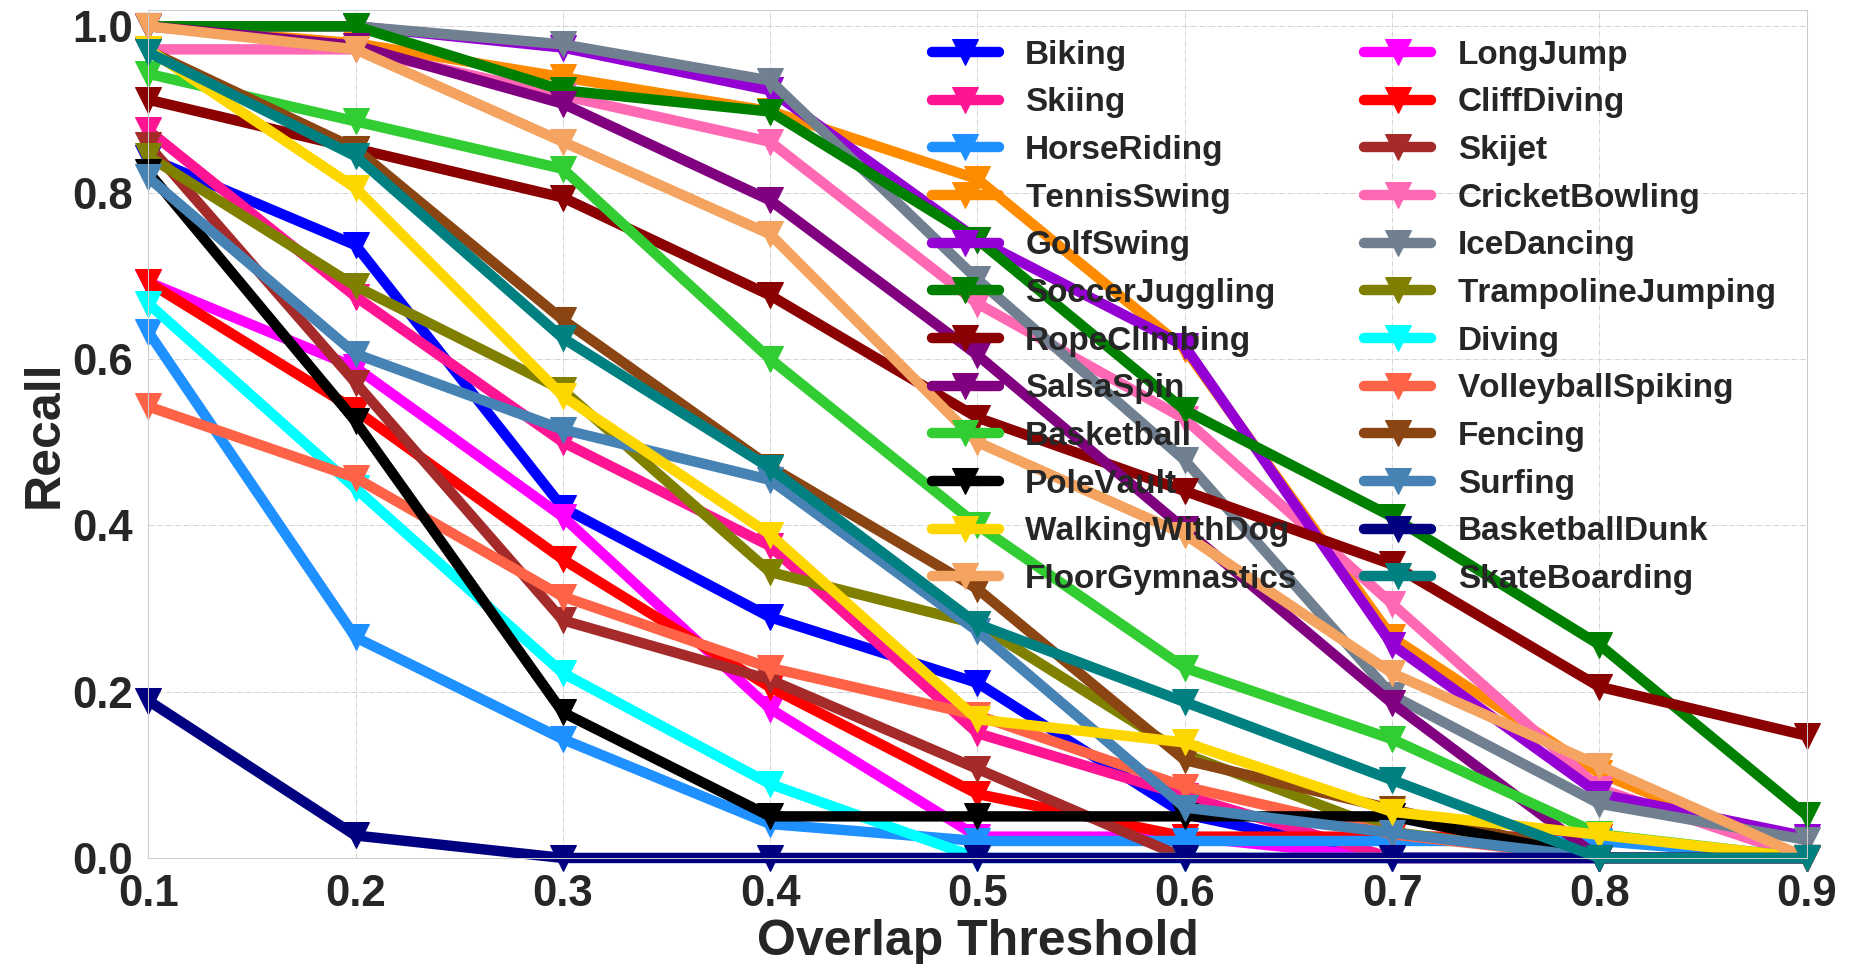 1.0
0.8
0.6
0.4
0.2
0.0
Recall
0.1 0.2 0.3 0.4 0.5 0.6 0.7 0.8 0.9
Overlap Threshold
Biking
Skiing
HorseRiding
TennisSwing
GolfSwing
SoccerJuggling
RopeClimbing
SalsaSpin
Basketball
PoleVault
WalkingWithDog
FloorGymnastics
LongJump
CliffDiving
Skijet
CricketBowling
IceDancing
TrampolineJumping
Diving
VolleyballSpiking
Fencing
Surfing
BasketballDunk
SkateBoarding